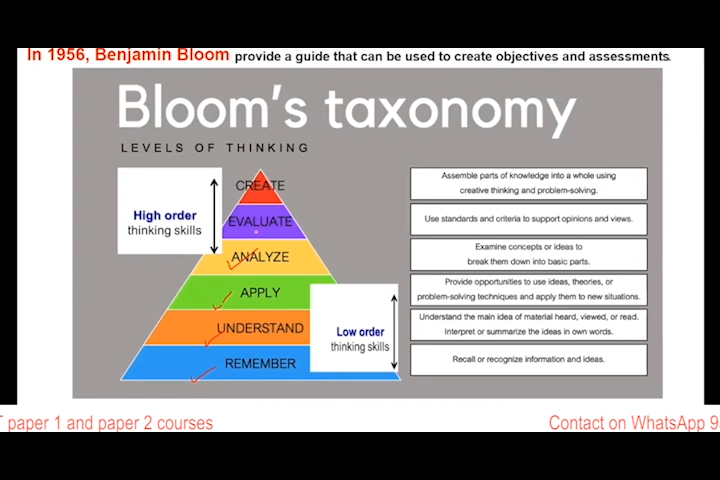 In 1956, Benjamin Bloom provide a guide that can be used to create objectives and assessments.
Bloom's taxonomy
LEVELS OF THINKING
High order
thinking skills
CREATE
EVALUATE
ANALYZE
APPLY
UNDERSTAND
REMEMBER
Low order
thinking skills
Assemble parts of knowledge into a whole using
creative thinking and problem-solving.
Use standards and criteria to support opinions and views.
Examine concepts or ideas to
break them down into basic parts.
Provide opportunities to use ideas, theories, or
problem-solving techniques and apply them to new situations.
Understand the main idea of material heard, viewed, or read.
Interpret or summarize the ideas in own words.
Recall or recognize information and ideas.
T paper 1 and paper 2 courses
Contact on WhatsApp 9